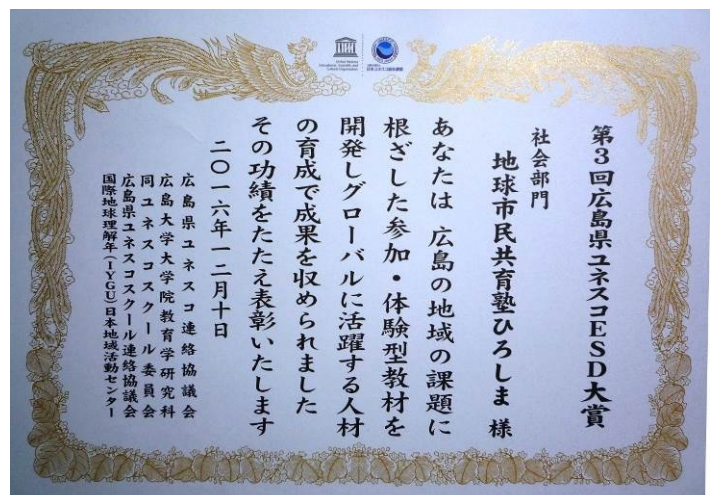 第3回広島県ユネスコESD大賞
社会部門
地球市民共育塾ひろしま 様
あなたは 広島の地域の課題に
根ざした参加・体験型教材を
開発しグローバルに活躍する人材
の育成で成果を収められました
その功績をたたえ表彰いたします
二〇一六年一二月十日
広島県ユネスコ連絡協議会
広島大学大学院教育学研究科
同ユネスコスクール委員会
広島県ユネスコスクール連絡協議会
国際地球理解年(IYGU)日本地域活動センター
United Nations
Educational, Scientific and
Cultural Organization